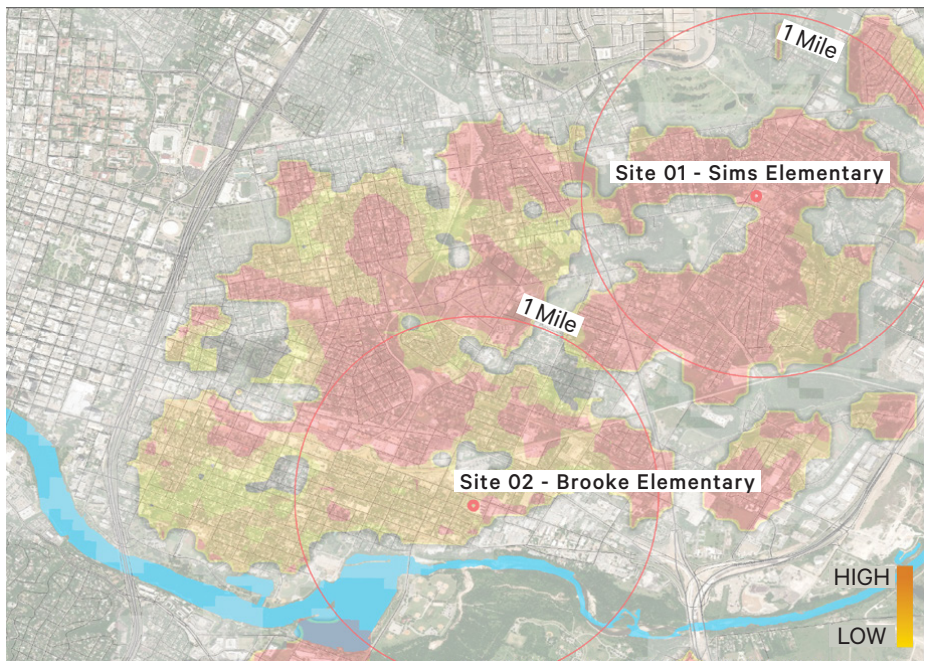 1 Mile
Site 01 - Sims Elementary
1 Mile
Site 02 - Brooke Elementary
HIGH
LOW